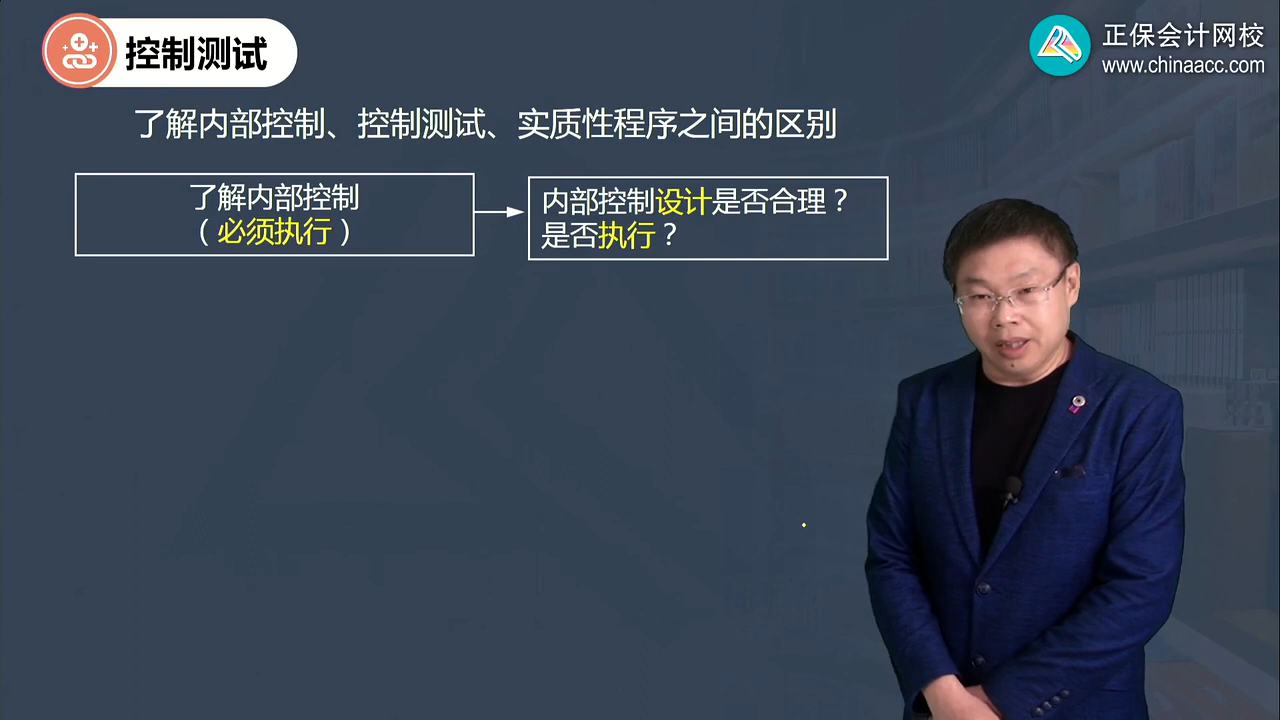 控制测试
正保会计网校
www.chinaacc.com
了解内部控制、控制测试、实质性程序之间的区别
了解内部控制
（必须执行）
内部控制设计是否合理？
是否执行？